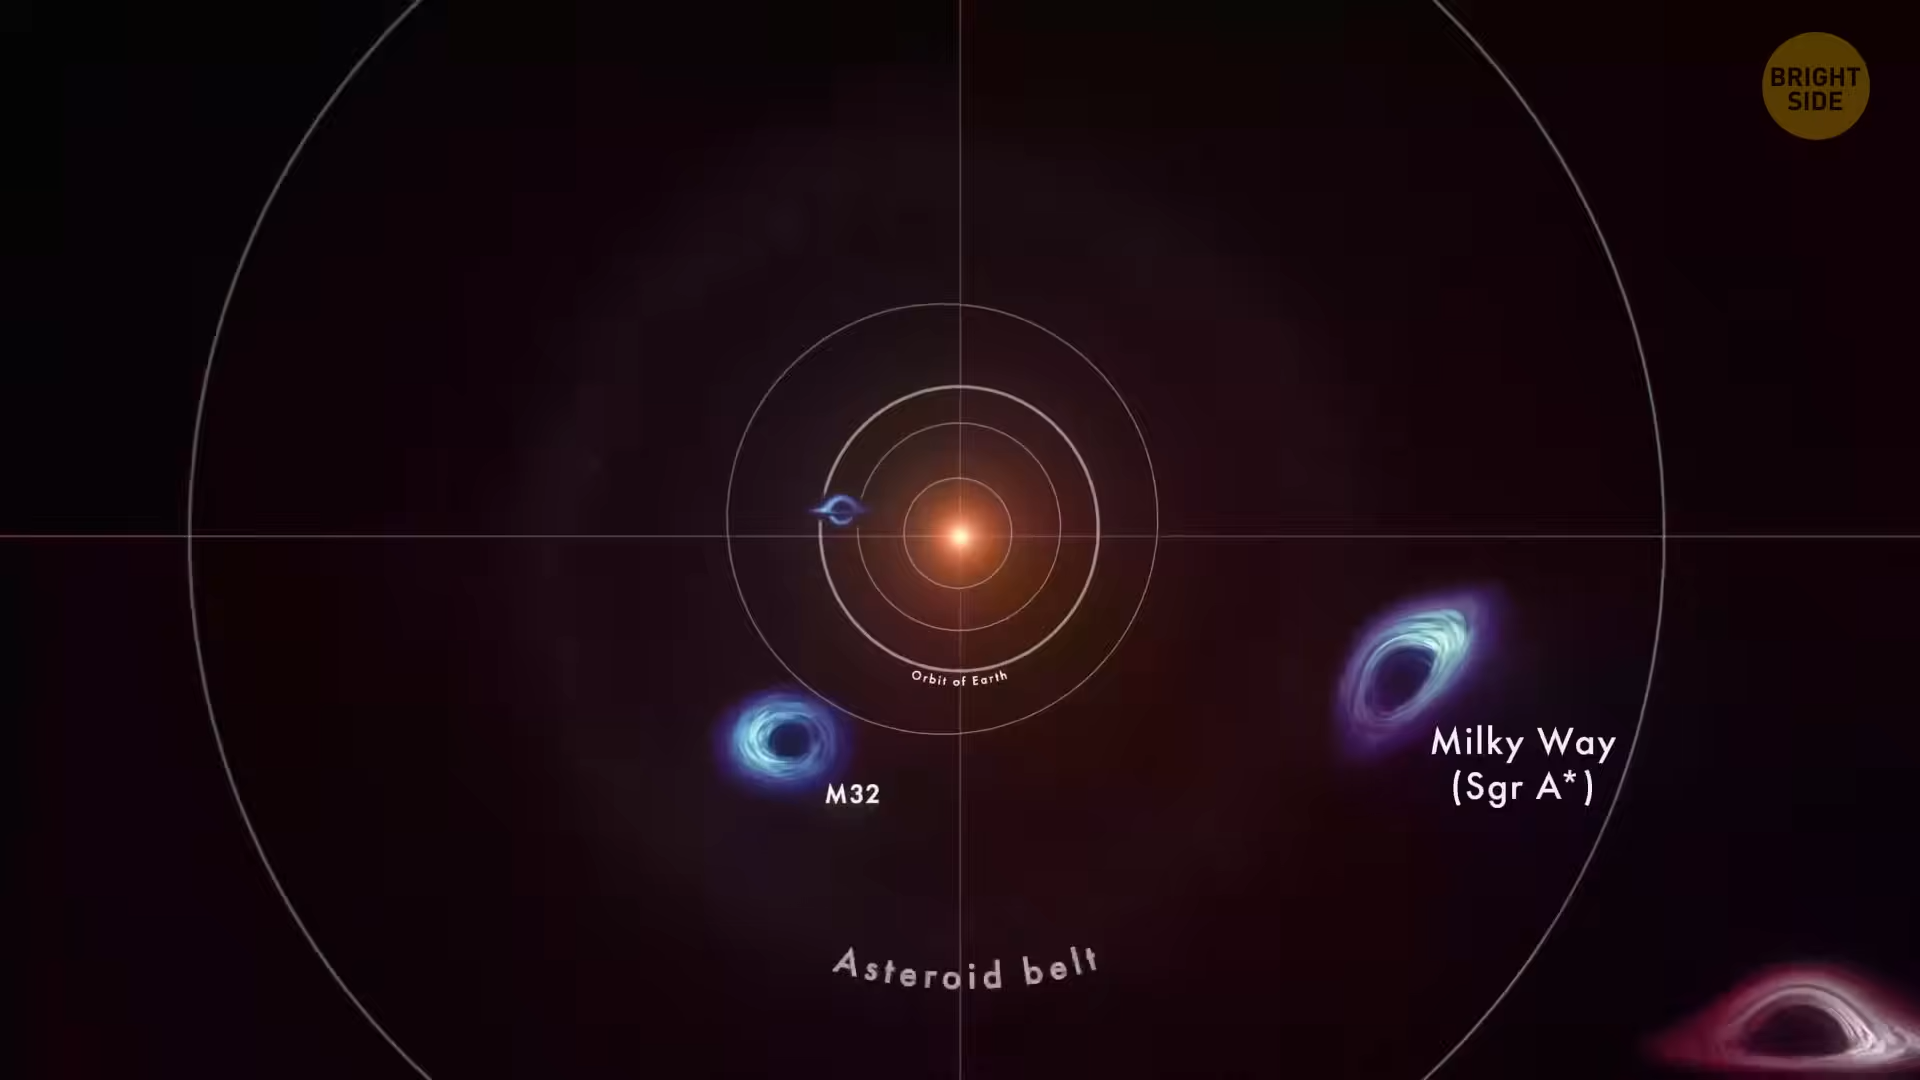 BRIGHT
SIDE
Orbit of Earth
Milky Way
(Sgr A*)
M32
Asteroid belt